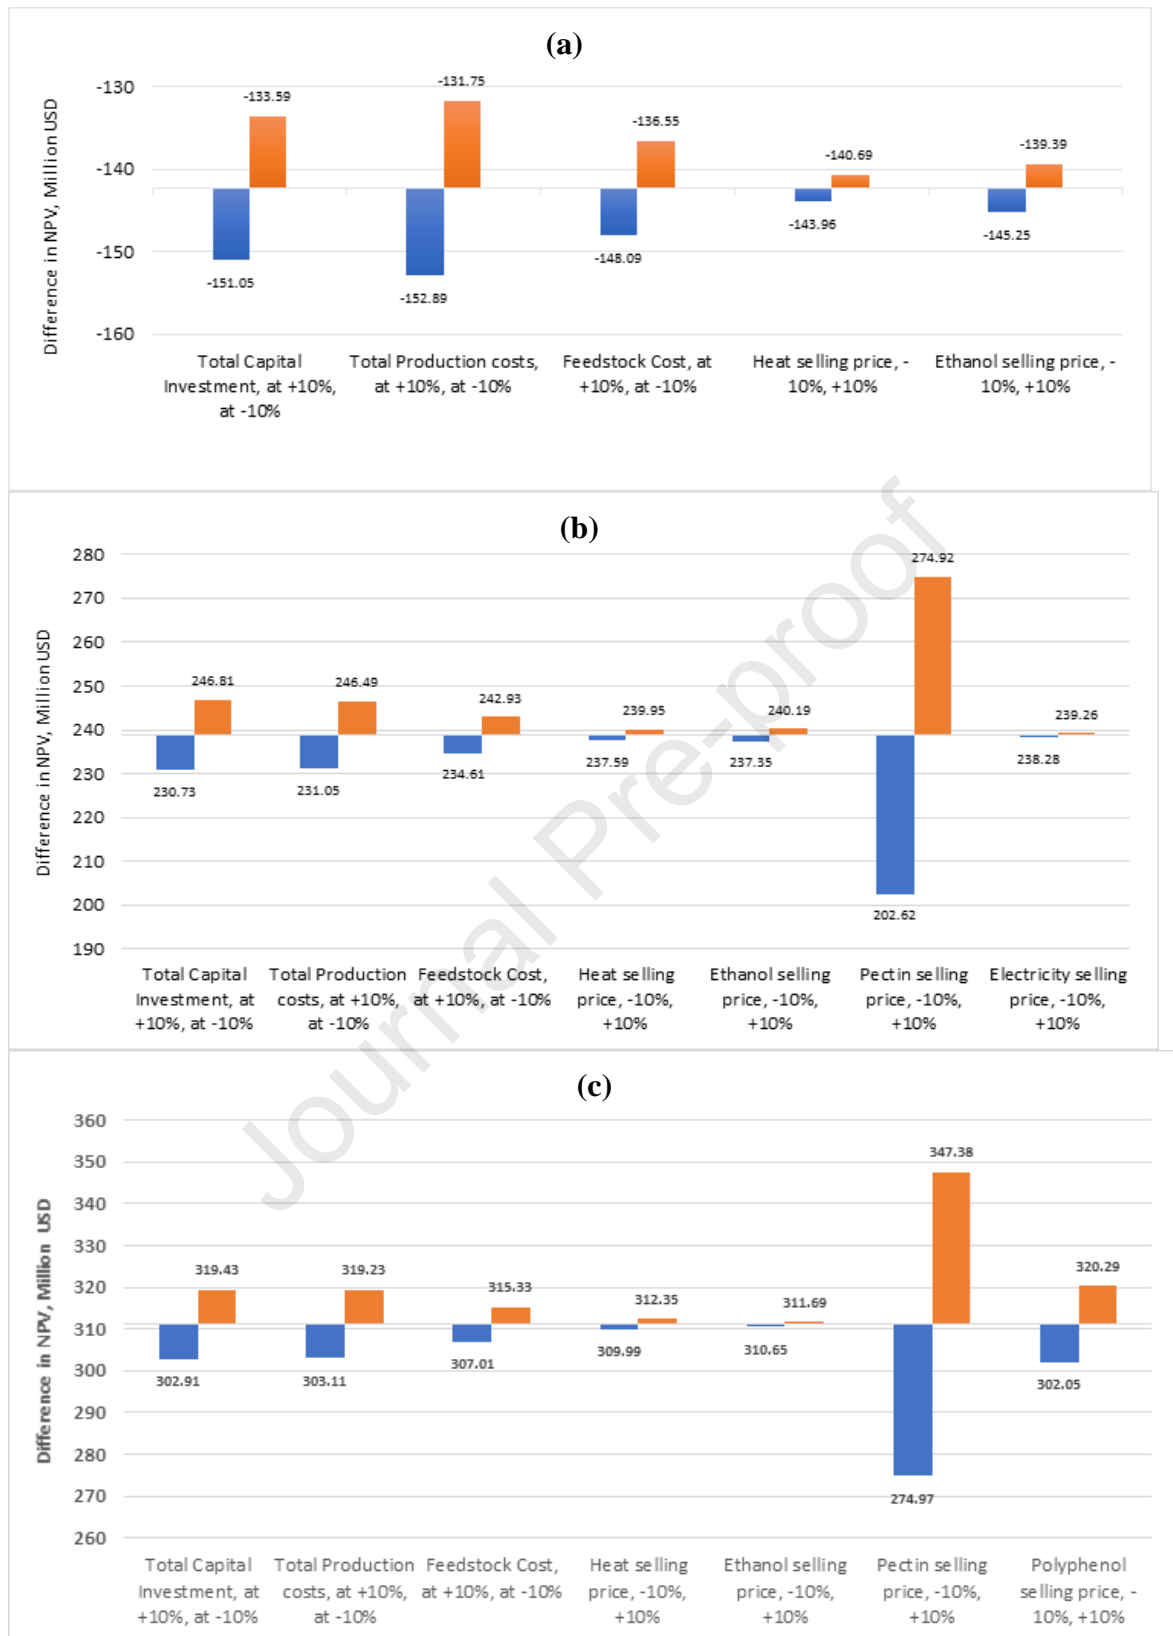 (a)
Difference in NPV, Million USD
-130
-140
-150
-160
-133.59
-131.75
-136.55
-140.69
-139.39
-151.05
-152.89
-148.09
-143.96
-145.25
Total Capital
Investment, at +10%,
at -10%
Total Production costs,
at +10%, at -10%
Feedstock Cost, at
+10%, at -10%
Heat selling price, -
10%, +10%
Ethanol selling price, -
10%, +10%
(b)
Difference in NPV, Million USD
280
270
260
250
240
230
220
210
200
190
246.81
246.49
242.93
239.95
240.19
274.92
239.26
230.73
231.05
234.61
237.59
237.35
202.62
238.28
Total Capital
Investment, at
+10%, at -10%
Total Production
costs, at +10%,
at -10%
Feedstock Cost,
at +10%, at -10%
Heat selling
price, -10%,
+10%
Ethanol selling
price, -10%,
+10%
Pectin selling
price, -10%,
+10%
Electricity selling
price, -10%,
+10%
(c)
Difference in NPV, Million USD
360
350
340
330
320
310
300
290
280
270
260
319.43
319.23
315.33
312.35
311.69
347.38
320.29
302.91
303.11
307.01
309.99
310.65
274.97
302.05
Total Capital
Investment, at
+10%, at -10%
Total Production
costs, at +10%,
at -10%
Feedstock Cost,
at +10%, at -10%
Heat selling
price, -10%,
+10%
Ethanol selling
price, -10%,
+10%
Pectin selling
price, -10%,
+10%
Polyphenol
selling price, -
10%, +10%
Journal Pre-proof